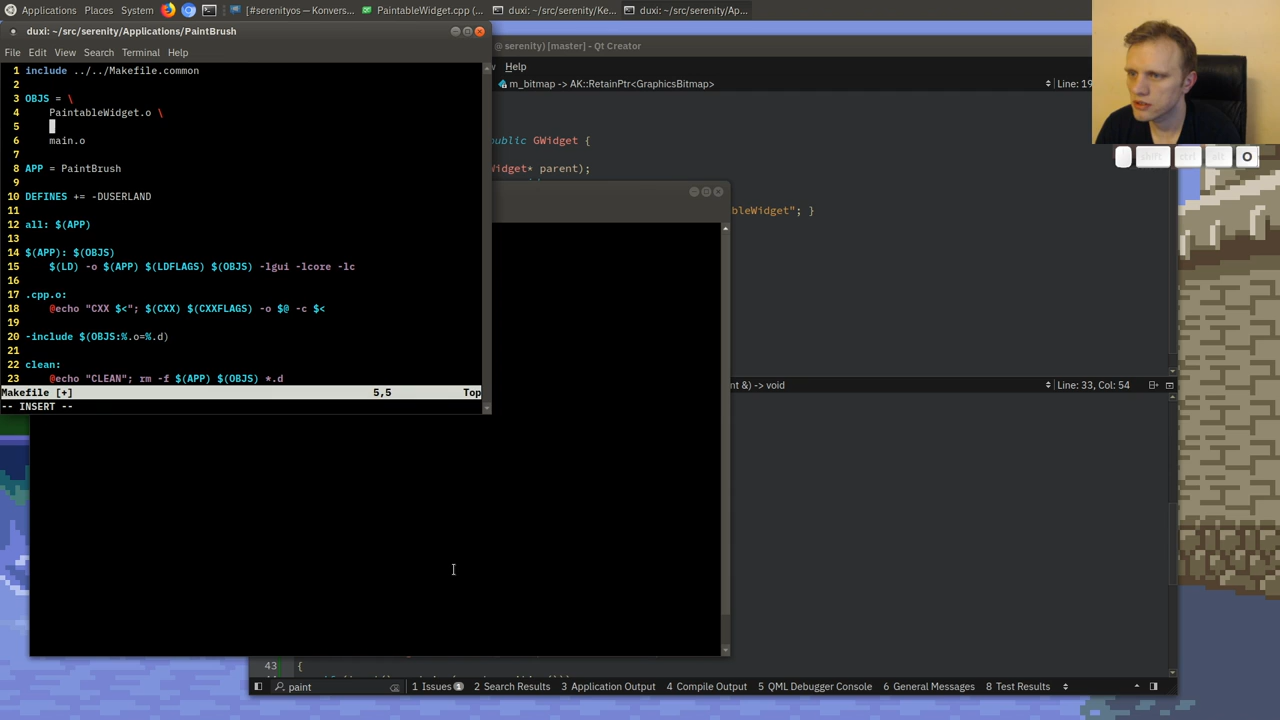 Applications Places System [#serenityos — Konvers... PaintableWidget.cpp (... duxi: ~/src/serenity/Ke... duxi: ~/src/serenity/Ap...
duxi: ~/src/serenity/Applications/PaintBrush
File Edit View Search Terminal Help
1 include ../../Makefile.common
2
3 OBJS = \
4 PaintableWidget.o \
5
6 main.o
7
8 APP = PaintBrush
9
10 DEFINES += -DUSERLAND
11
12 all: $(APP)
13
14 $(APP): $(OBJS)
15 $(LD) -o $(APP) $(LDFLAGS) $(OBJS) -lgui -lcore -lc
16
17 .cpp.o:
18 @echo "CXX $<"; $(CXX) $(CXXFLAGS) -o $@ -c $<
19
20 -include $(OBJS:%.o=%.d)
21
22 clean:
23 @echo "CLEAN"; rm -f $(APP) $(OBJS) *.d
Makefile [+] 5,5 Top
-- INSERT --
@ serenity) [master] - Qt Creator
Help
m_bitmap -> AK::RetainPtr<GraphicsBitmap>
Line: 19
public GWidget {
Widget* parent);
bleWidget"; }
nt &) -> void
Line: 33, Col: 54
43 {
paint
1 Issues 1 2 Search Results 3 Application Output 4 Compile Output 5 QML Debugger Console 6 General Messages 8 Test Results
shift ctrl alt O